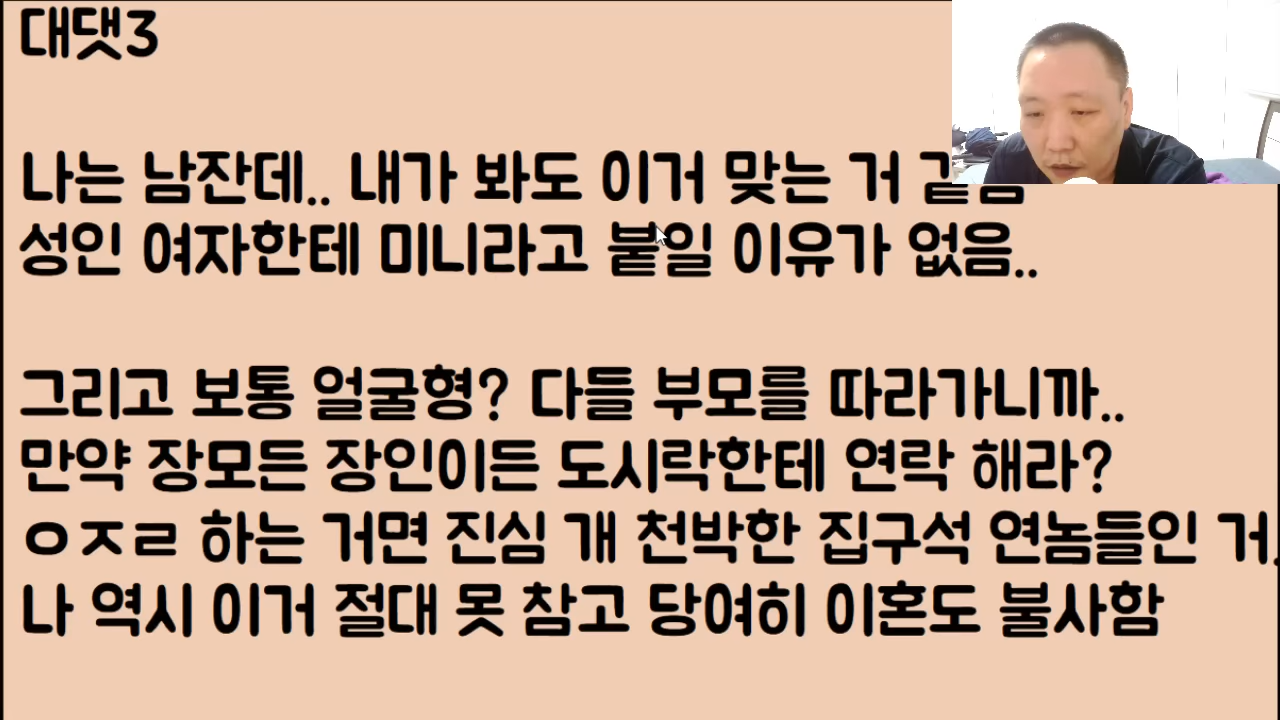 대댓3
나는 남잔데.. 내가 봐도 이거 맞는 거 같음
성인 여자한테 미니라고 붙일 이유가 없음..
그리고 보통 얼굴형? 다들 부모를 따라가니까..
만약 장모든 장인이든 도시락한테 연락 해라?
ㅇㅈㄹ 하는 거면 진심 개 천박한 집구석 연놈들인 거.
나 역시 이거 절대 못 참고 당여히 이혼도 불사함